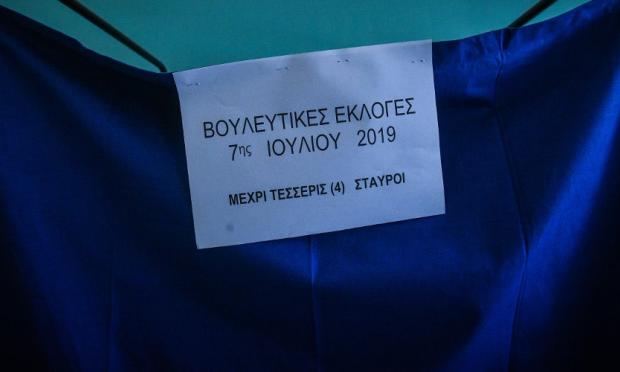 ΒΟΥΛΕΥΤΙΚΕΣ ΕΚΛΟΓΕΣ
7ης ΙΟΥΛΙΟΥ 2019
ΜΕΧΡΙ ΤΕΣΣΕΡΙΣ (4) ΣΤΑΥΡΟΙ